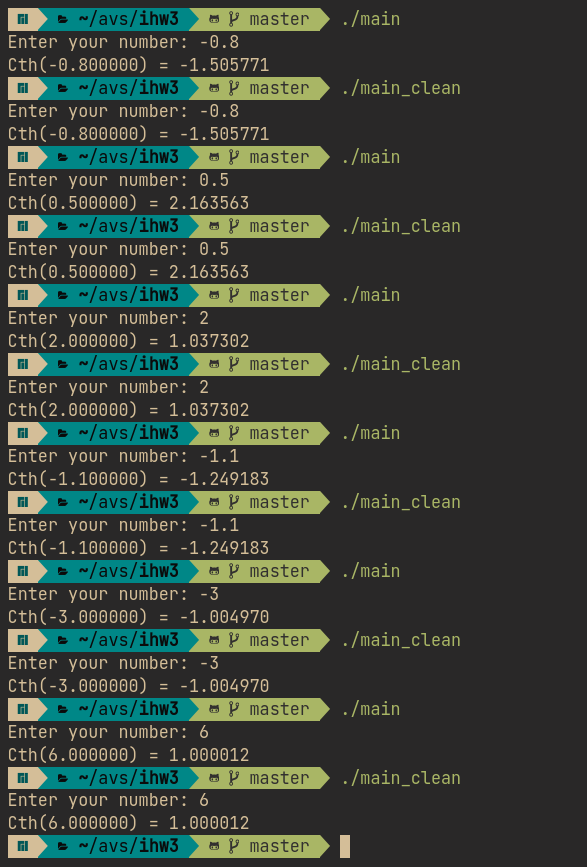 ~/avs/ihw3 master ./main
Enter your number: -0.8
Cth(-0.800000) = -1.505771
~/avs/ihw3 master ./main_clean
Enter your number: -0.8
Cth(-0.800000) = -1.505771
~/avs/ihw3 master ./main
Enter your number: 0.5
Cth(0.500000) = 2.163563
~/avs/ihw3 master ./main_clean
Enter your number: 0.5
Cth(0.500000) = 2.163563
~/avs/ihw3 master ./main
Enter your number: 2
Cth(2.000000) = 1.037302
~/avs/ihw3 master ./main_clean
Enter your number: 2
Cth(2.000000) = 1.037302
~/avs/ihw3 master ./main
Enter your number: -1.1
Cth(-1.100000) = -1.249183
~/avs/ihw3 master ./main_clean
Enter your number: -1.1
Cth(-1.100000) = -1.249183
~/avs/ihw3 master ./main
Enter your number: -3
Cth(-3.000000) = -1.004970
~/avs/ihw3 master ./main_clean
Enter your number: -3
Cth(-3.000000) = -1.004970
~/avs/ihw3 master ./main
Enter your number: 6
Cth(6.000000) = 1.000012
~/avs/ihw3 master ./main_clean
Enter your number: 6
Cth(6.000000) = 1.000012
~/avs/ihw3 master